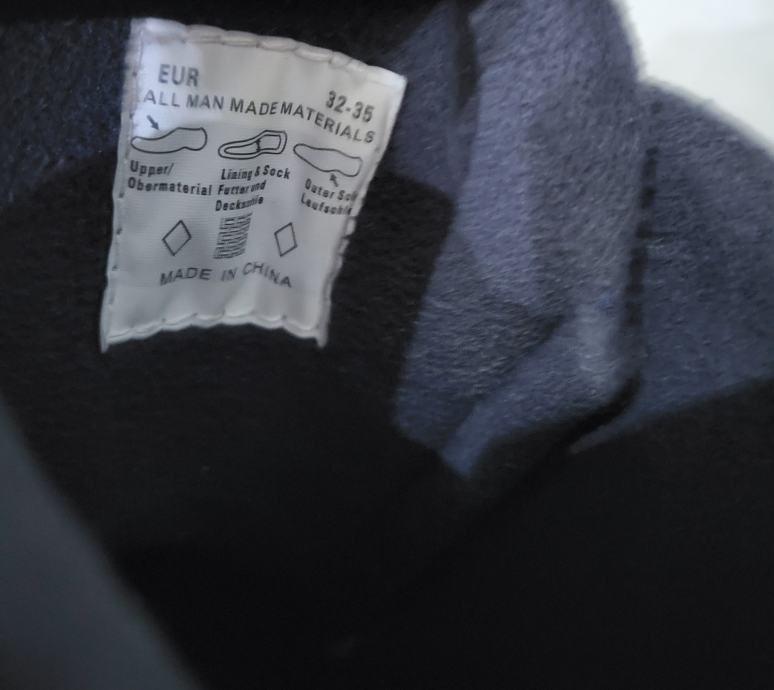 EUR 32-35
ALL MAN MADE MATERIALS
Upper/ Lining & Sock Outer Sole
Obermaterial Futter und Laufsohle
Decksohle
MADE IN CHINA